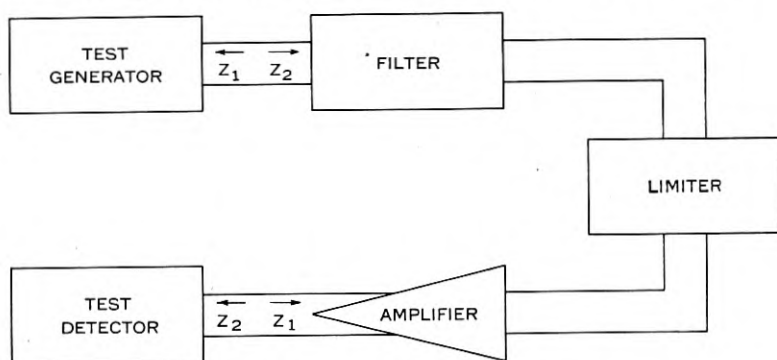 TEST
GENERATOR
Z1 Z2
FILTER
LIMITER
TEST
DETECTOR
Z2 Z1
AMPLIFIER